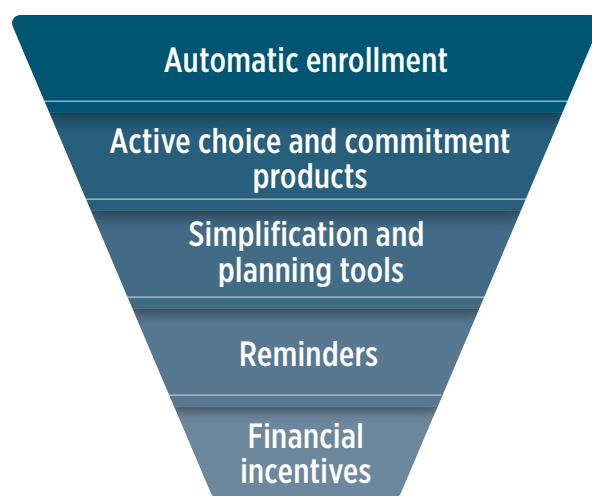 Automatic enrollment
Active choice and commitment
products
Simplification and
planning tools
Reminders
Financial
incentives